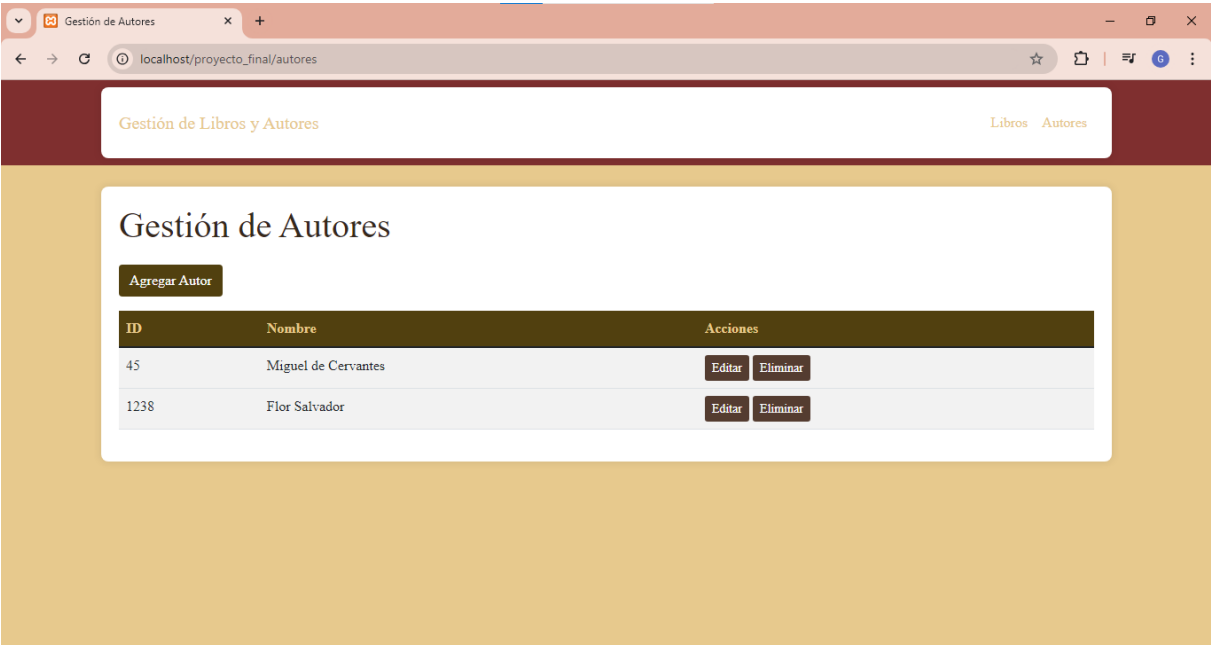 Gestión de Autores
localhost/proyecto_final/autores
G
Gestión de Libros y Autores Libros Autores
Gestión de Autores
Agregar Autor
ID Nombre Acciones
45 Miguel de Cervantes Editar Eliminar
1238 Flor Salvador Editar Eliminar